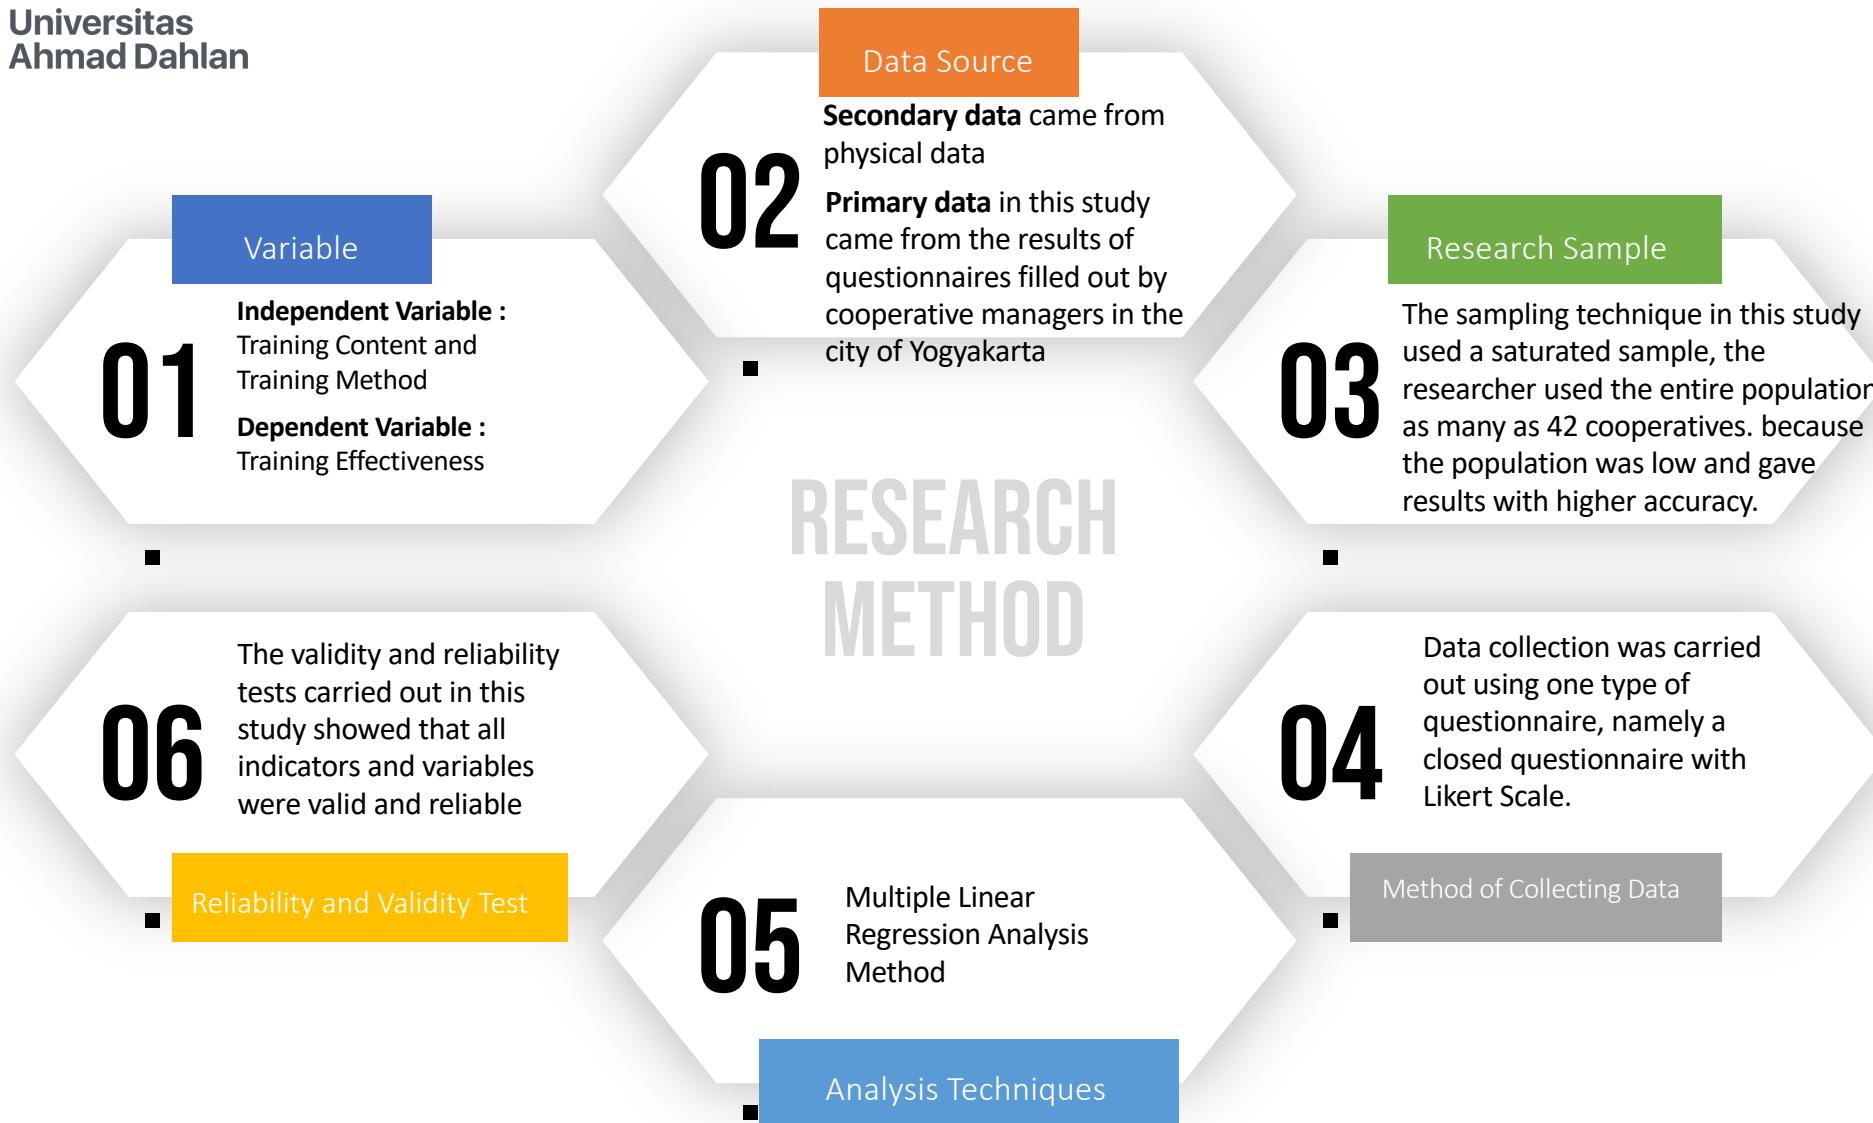 Universitas
Ahmad Dahlan
Variable
01
Independent Variable :
Training Content and
Training Method
Dependent Variable :
Training Effectiveness
Data Source
02
Secondary data came from
physical data
Primary data in this study
came from the results of
questionnaires filled out by
cooperative managers in the
city of Yogyakarta
Research Sample
03
The sampling technique in this study
used a saturated sample, the
researcher used the entire population
as many as 42 cooperatives. because
the population was low and gave
results with higher accuracy.
RESEARCH
METHOD
04
Data collection was carried
out using one type of
questionnaire, namely a
closed questionnaire with
Likert Scale.
Method of Collecting Data
05
Multiple Linear
Regression Analysis
Method
Analysis Techniques
06
The validity and reliability
tests carried out in this
study showed that all
indicators and variables
were valid and reliable
Reliability and Validity Test